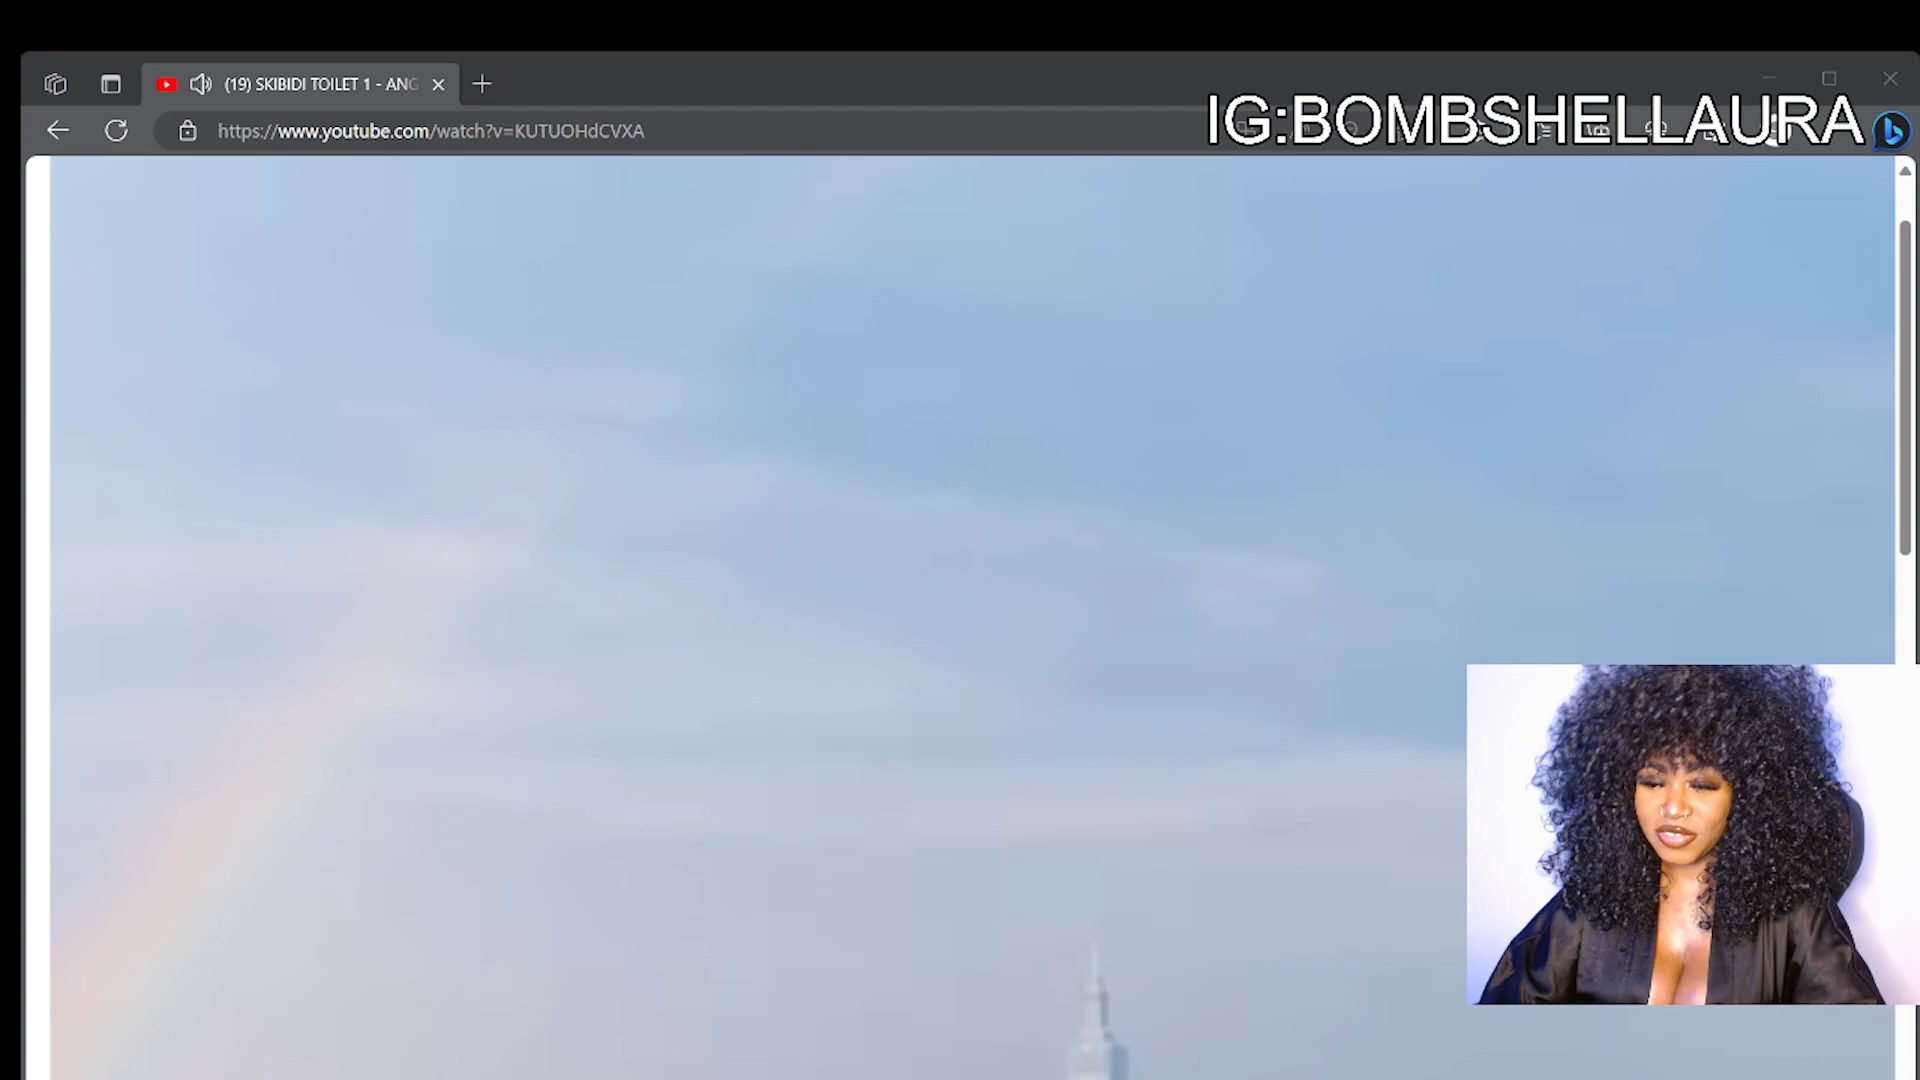 (19) SKIBIDI TOILET 1 - ANG
IG:BOMBSHELLAURA
https://www.youtube.com/watch?v=KUTUOHdCVXA